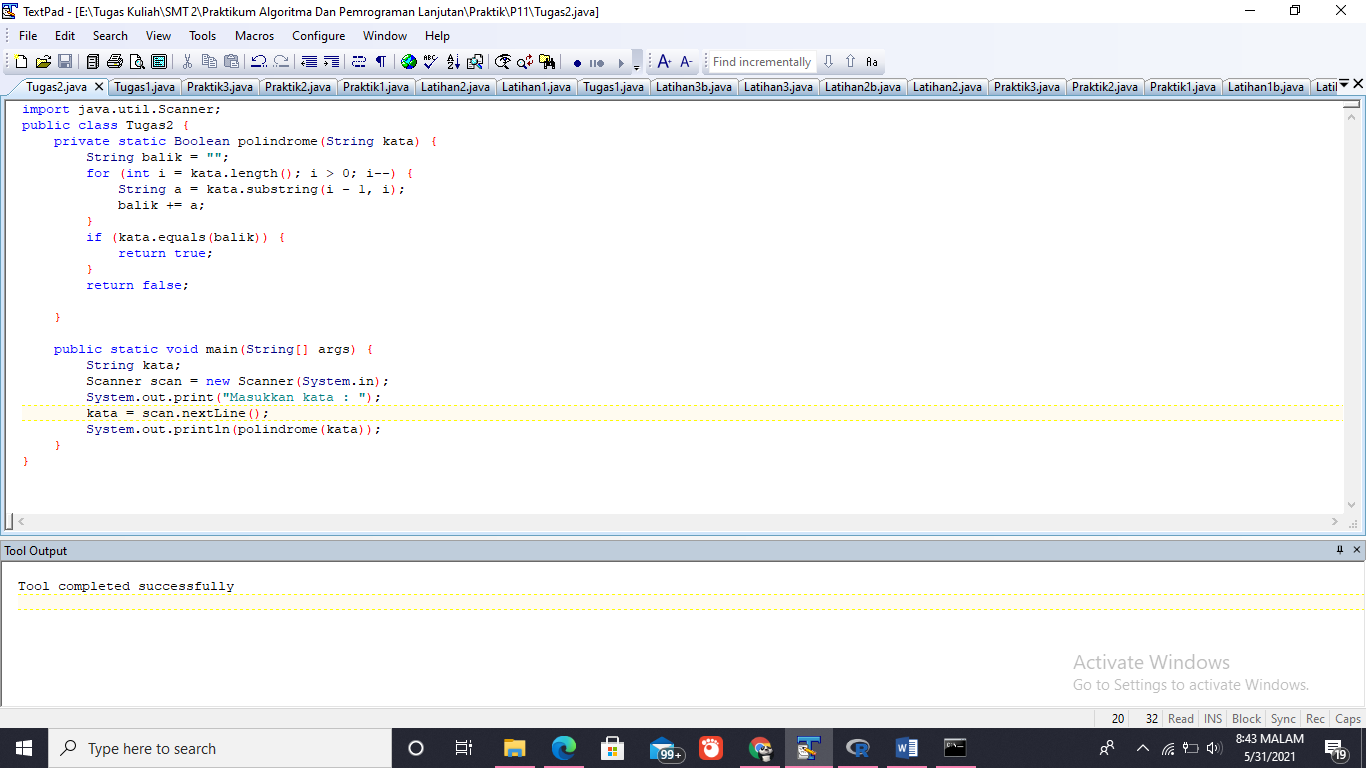 TextPad - [E:\Tugas Kuliah\SMT 2\Praktikum Algoritma Dan Pemrograman Lanjutan\Praktik\P11\Tugas2.java]
File Edit Search View Tools Macros Configure Window Help
Find incrementally
Tugas2.java Tugas1.java Praktik3.java Praktik2.java Praktik1.java Latihan2.java Latihan1.java Tugas1.java Latihan3b.java Latihan3.java Latihan2b.java Latihan2.java Praktik3.java Praktik2.java Praktik1.java Latihan1b.java Lati
import java.util.Scanner;
public class Tugas2 {
    private static Boolean polindrome(String kata) {
        String balik = "";
        for (int i = kata.length(); i > 0; i--) {
            String a = kata.substring(i - 1, i);
            balik += a;
        }
        if (kata.equals(balik)) {
            return true;
        }
        return false;
    }
    public static void main(String[] args) {
        String kata;
        Scanner scan = new Scanner(System.in);
        System.out.print("Masukkan kata : ");
        kata = scan.nextLine();
        System.out.println(polindrome(kata));
    }
}
Tool Output
Tool completed successfully
Activate Windows
Go to Settings to activate Windows.
20 32 Read INS Block Sync Rec Caps
Type here to search
99+
8:43 MALAM
5/31/2021
19